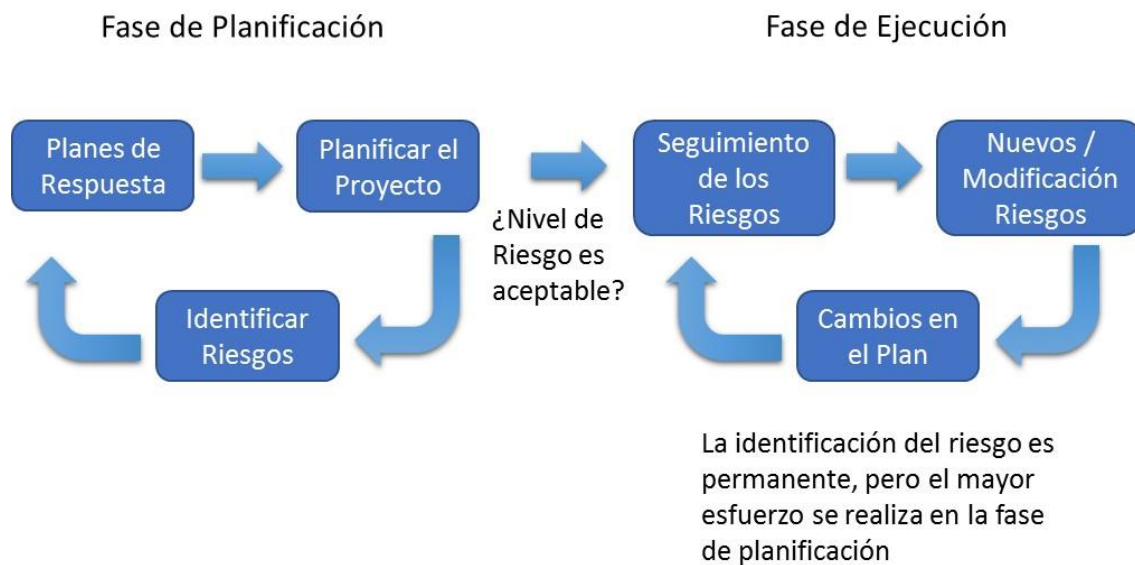 Fase de Planificación
Planes de
Respuesta
Planificar el
Proyecto
Identificar
Riesgos
¿Nivel de
Riesgo es
aceptable?
Fase de Ejecución
Seguimiento
de los
Riesgos
Nuevos /
Modificación
Riesgos
Cambios en
el Plan
La identificación del riesgo es
permanente, pero el mayor
esfuerzo se realiza en la fase
de planificación